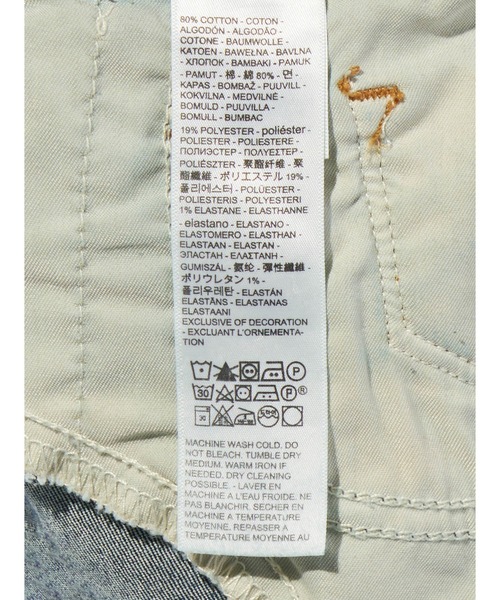 80% COTTON - COTON -
ALGODÓN - ALGODÃO -
COTONE - BAUMWOLLE -
KATOEN - BAWEŁNA - BAVLNA
- ХЛОПОК - BAMBAKI - PAMUK
- PAMUT - 棉 - 綿 80% - 면 -
KAPAS - BOMBAŽ - PUUVILL -
KOKVILNA - MEDVILNĖ -
BOMULD - PUUVILLA -
BOMULL - BUMBAC
19% POLYESTER - poliéster -
POLIESTER - POLIESTERE -
ПОЛИЭСТЕР - ΠΟΛΥΕΣΤΕΡ -
POLIÉSZTER - 聚酯纤维 - 聚
酯纖維 - ポリエステル 19% -
폴리에스터 - POLÜESTER -
POLIESTERIS - POLYESTERI
1% ELASTANE - ELASTHANNE
- elastano - ELASTANO -
ELASTOMERO - ELASTHAN -
ELASTAAN - ELASTAN -
ЭЛАСТАН - ΕΛΑΣΤΑΝΗ -
GUMISZÁL - 氨纶 - 彈性纖維 -
ポリウレタン 1% -
폴리우레탄 - ELASTÁN
ELASTĀNS - ELASTANAS
ELASTAANI
EXCLUSIVE OF DECORATION
- EXCLUANT L'ORNEMENTA-
TION
P
30 P ®
MACHINE WASH COLD. DO
NOT BLEACH. TUMBLE DRY
MEDIUM. WARM IRON IF
NEEDED. DRY CLEANING
POSSIBLE. - LAVER EN
MACHINE A L'EAU FROIDE. NE
PAS BLANCHIR. SECHER EN
MACHINE A TEMPERATURE
MOYENNE. REPASSER A
TEMPERATURE MOYENNE AU